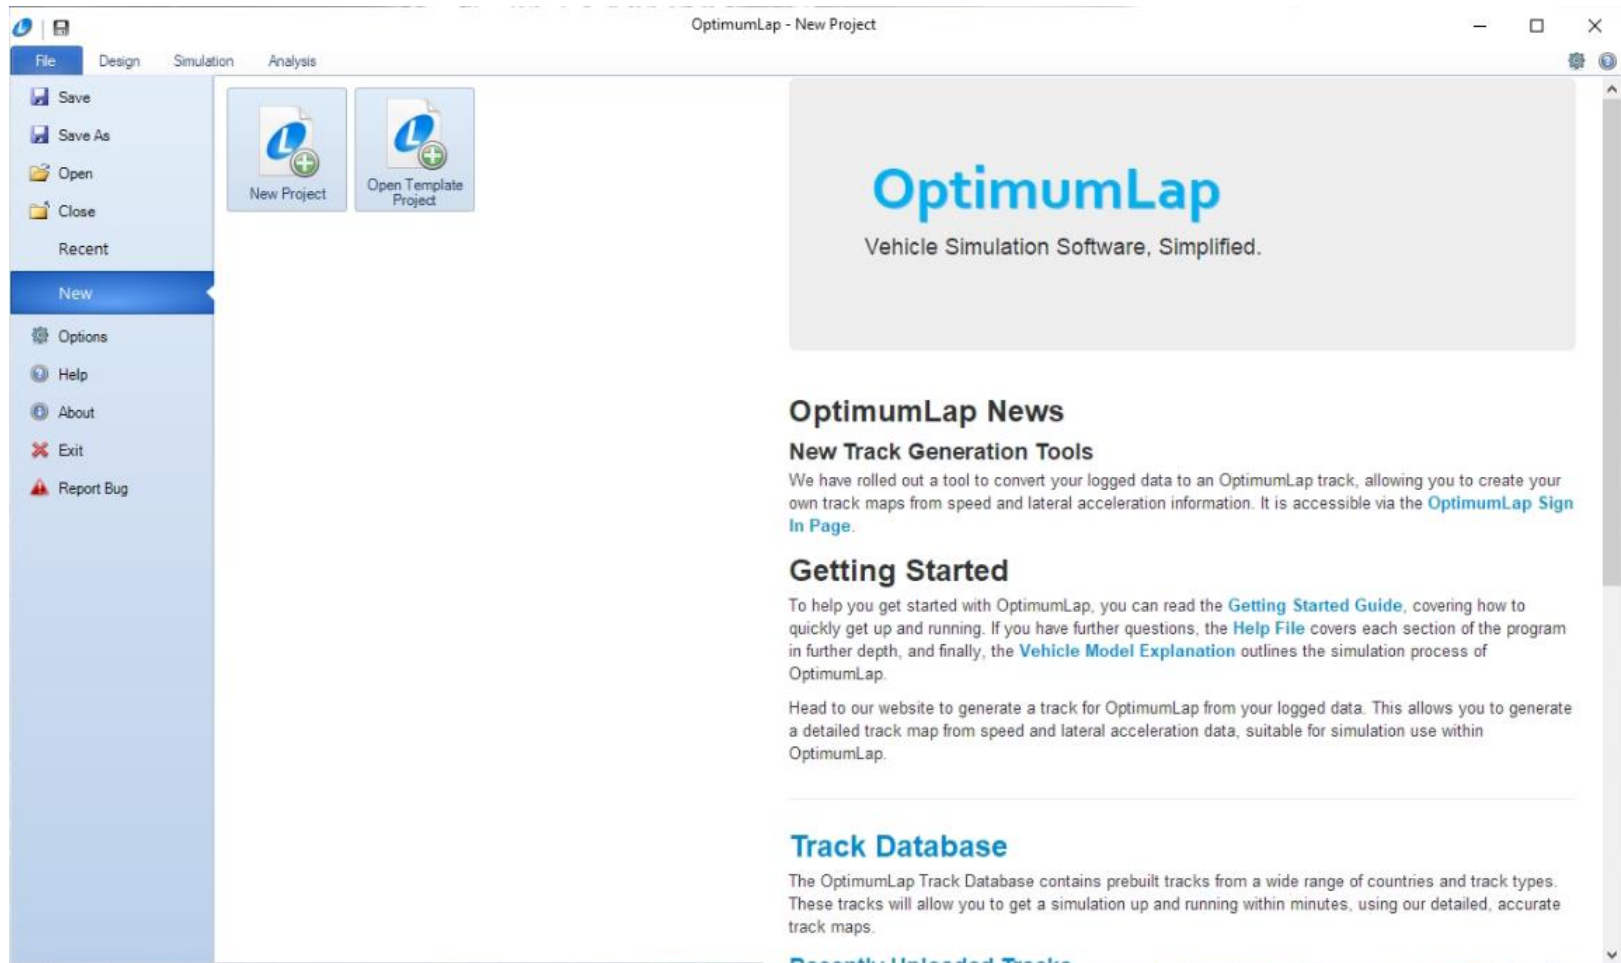 OptimumLap - New Project
File
Design
Simulation
Analysis
Save
Save As
Open
Close
Recent
New
Options
Help
About
Exit
Report Bug
New Project
Open Template
Project
OptimumLap
Vehicle Simulation Software, Simplified.
OptimumLap News
New Track Generation Tools
We have rolled out a tool to convert your logged data to an OptimumLap track, allowing you to create your
own track maps from speed and lateral acceleration information. It is accessible via the OptimumLap Sign
In Page.
Getting Started
To help you get started with OptimumLap, you can read the Getting Started Guide, covering how to
quickly get up and running. If you have further questions, the Help File covers each section of the program
in further depth, and finally, the Vehicle Model Explanation outlines the simulation process of
OptimumLap.
Head to our website to generate a track for OptimumLap from your logged data. This allows you to generate
a detailed track map from speed and lateral acceleration data, suitable for simulation use within
OptimumLap.
Track Database
The OptimumLap Track Database contains prebuilt tracks from a wide range of countries and track types.
These tracks will allow you to get a simulation up and running within minutes, using our detailed, accurate
track maps.
Recently Uploaded Tracks